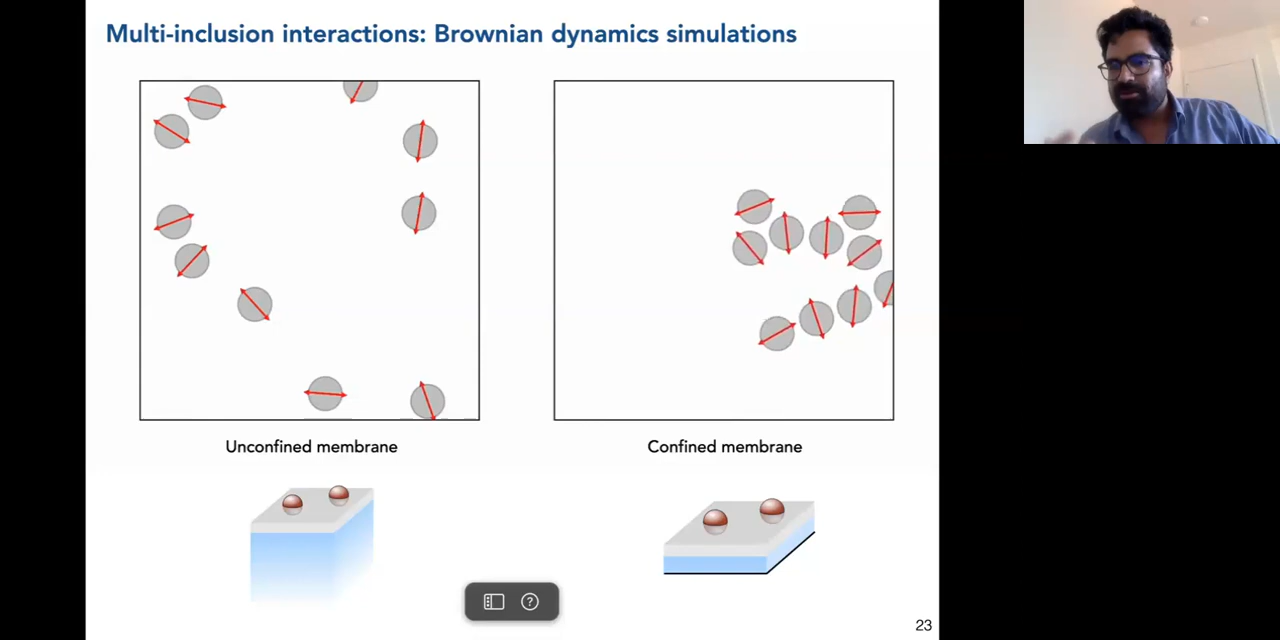 Multi-inclusion interactions: Brownian dynamics simulations
Unconfined membrane
Confined membrane
?
23